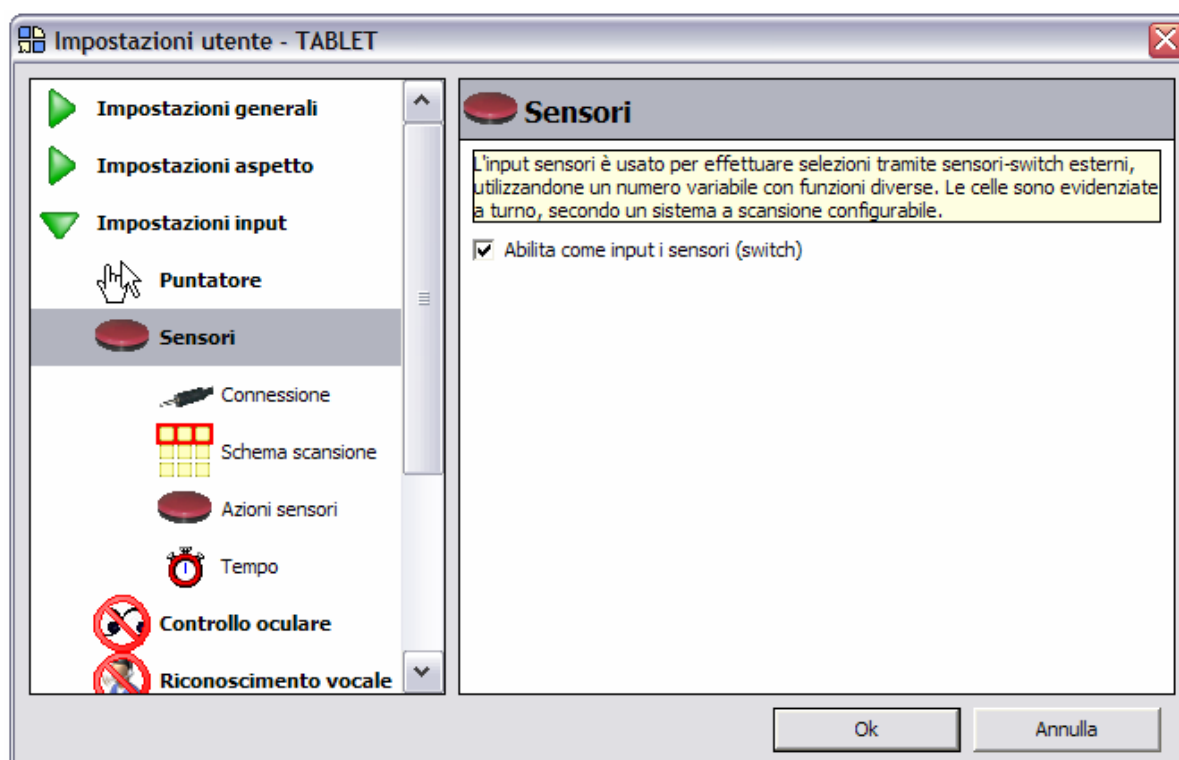 Impostazioni utente - TABLET
Impostazioni generali
Impostazioni aspetto
Impostazioni input
Puntatore
Sensori
Connessione
Schema scansione
Azioni sensori
Tempo
Controllo oculare
Riconoscimento vocale
Sensori
L'input sensori è usato per effettuare selezioni tramite sensori-switch esterni,
utilizzandone un numero variabile con funzioni diverse. Le celle sono evidenziate
a turno, secondo un sistema a scansione configurabile.
Abilita come input i sensori (switch)
Ok
Annulla